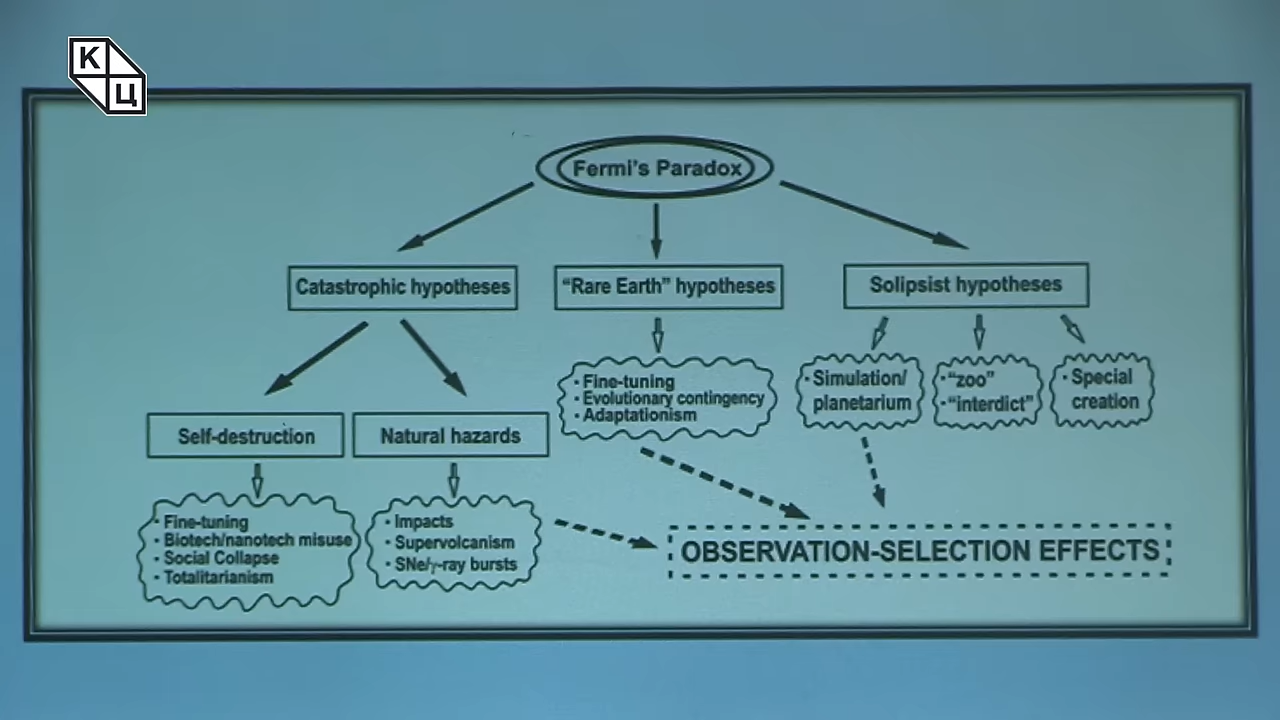 К
Ц
Fermi's Paradox
Catastrophic hypotheses
“Rare Earth” hypotheses
Solipsist hypotheses
· Fine-tuning
· Evolutionary contingency
· Adaptationism
· Simulation/
planetarium
· “zoo”
· “interdict”
· Special
creation
Self-destruction
Natural hazards
· Fine-tuning
· Biotech/nanotech misuse
· Social Collapse
· Totalitarianism
· Impacts
· Supervolcanism
· SNe/γ-ray bursts
OBSERVATION-SELECTION EFFECTS